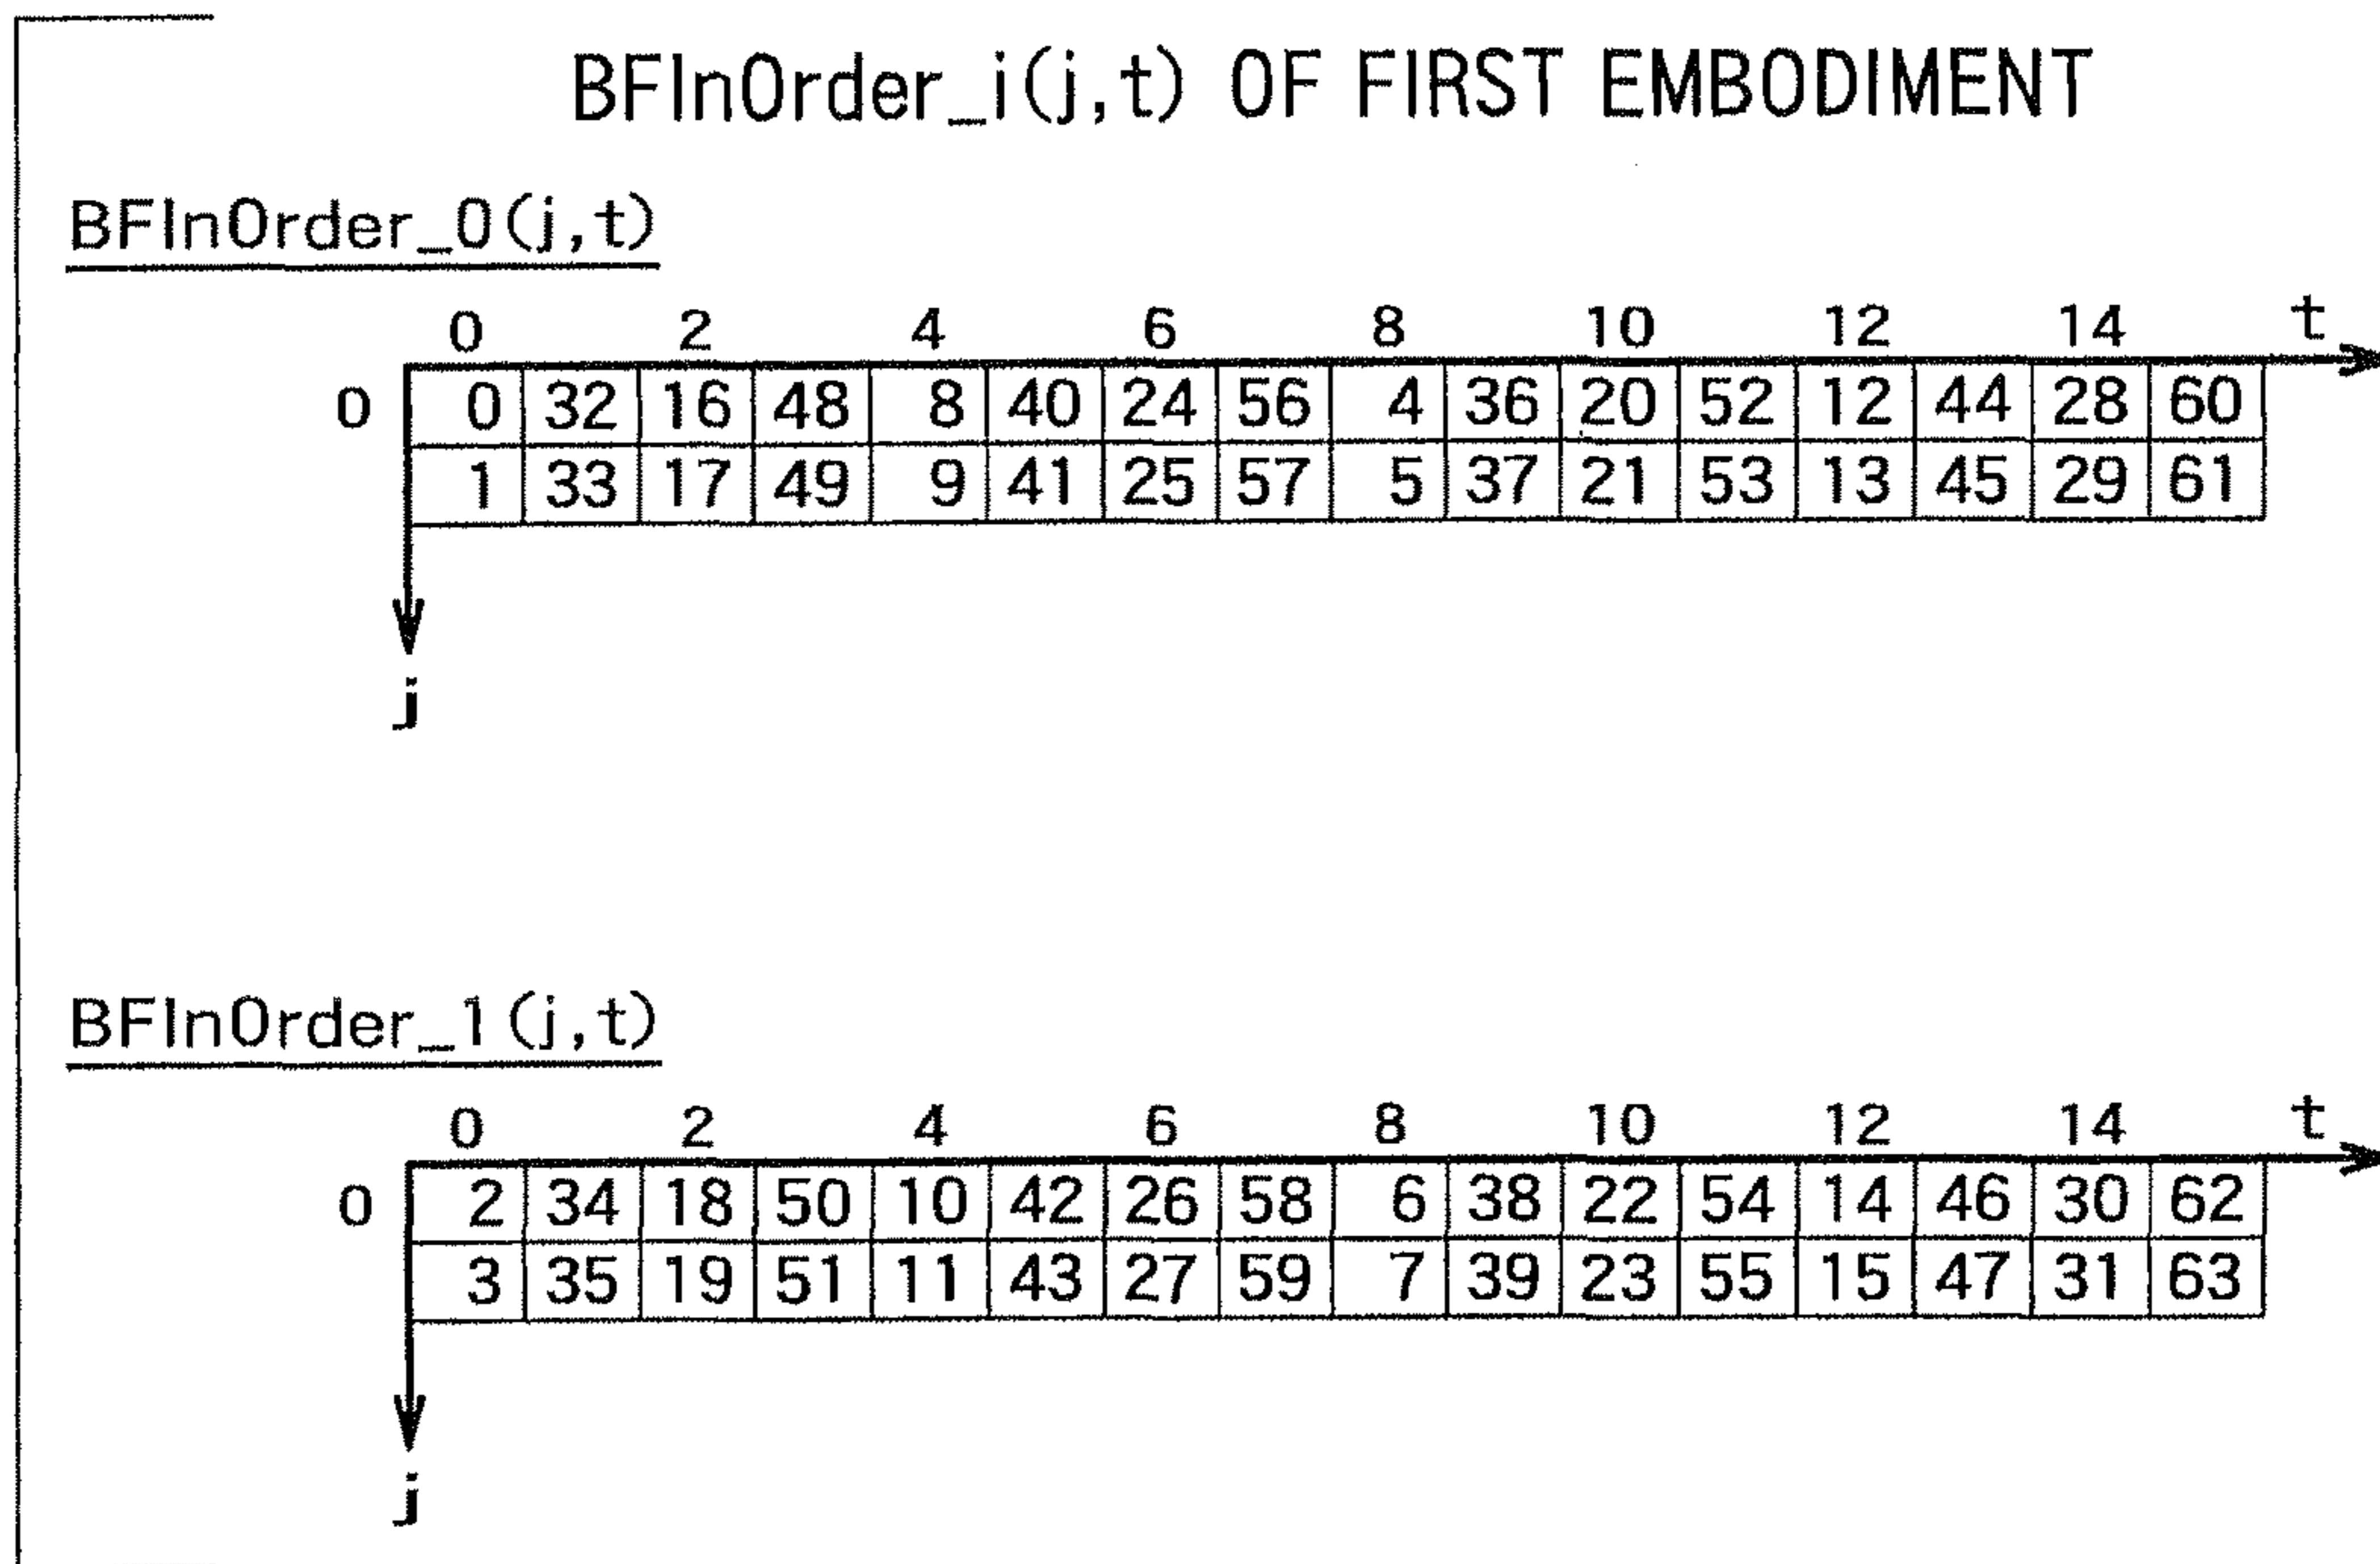 BFInOrder_i(j,t) OF FIRST EMBODIMENT
BFInOrder_0(j,t)
0 2 4 6 8 10 12 14 t
0 0 32 16 48 8 40 24 56 4 36 20 52 12 44 28 60
1 33 17 49 9 41 25 57 5 37 21 53 13 45 29 61
j
BFInOrder_1(j,t)
0 2 4 6 8 10 12 14 t
0 2 34 18 50 10 42 26 58 6 38 22 54 14 46 30 62
3 35 19 51 11 43 27 59 7 39 23 55 15 47 31 63
j